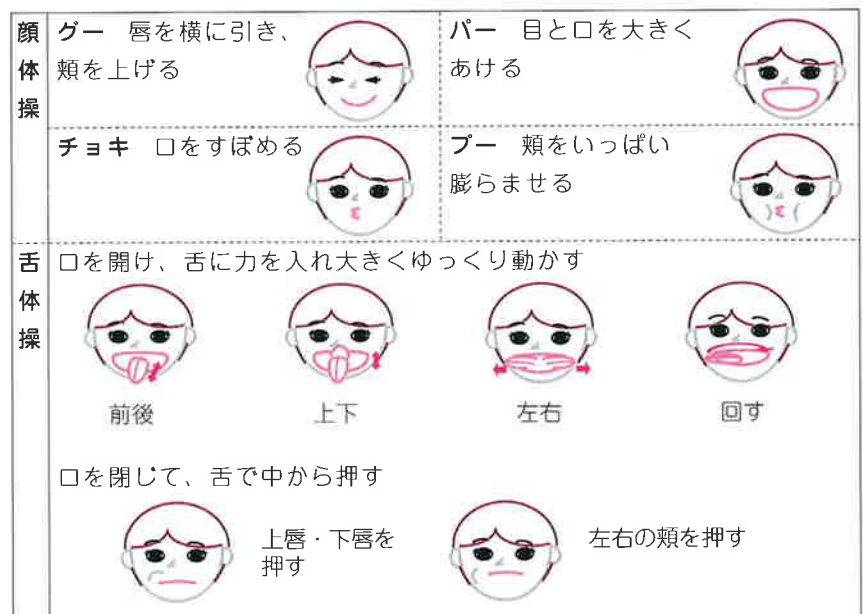 顔体操
グー 唇を横に引き、
頬を上げる
パー 目と口を大きく
あける
チョキ 口をすぼめる
プー 頬をいっぱい
膨らませる
舌体操
口を開け、舌に力を入れ大きくゆっくり動かす
前後
上下
左右
回す
口を閉じて、舌で中から押す
上唇・下唇を
押す
左右の頬を押す